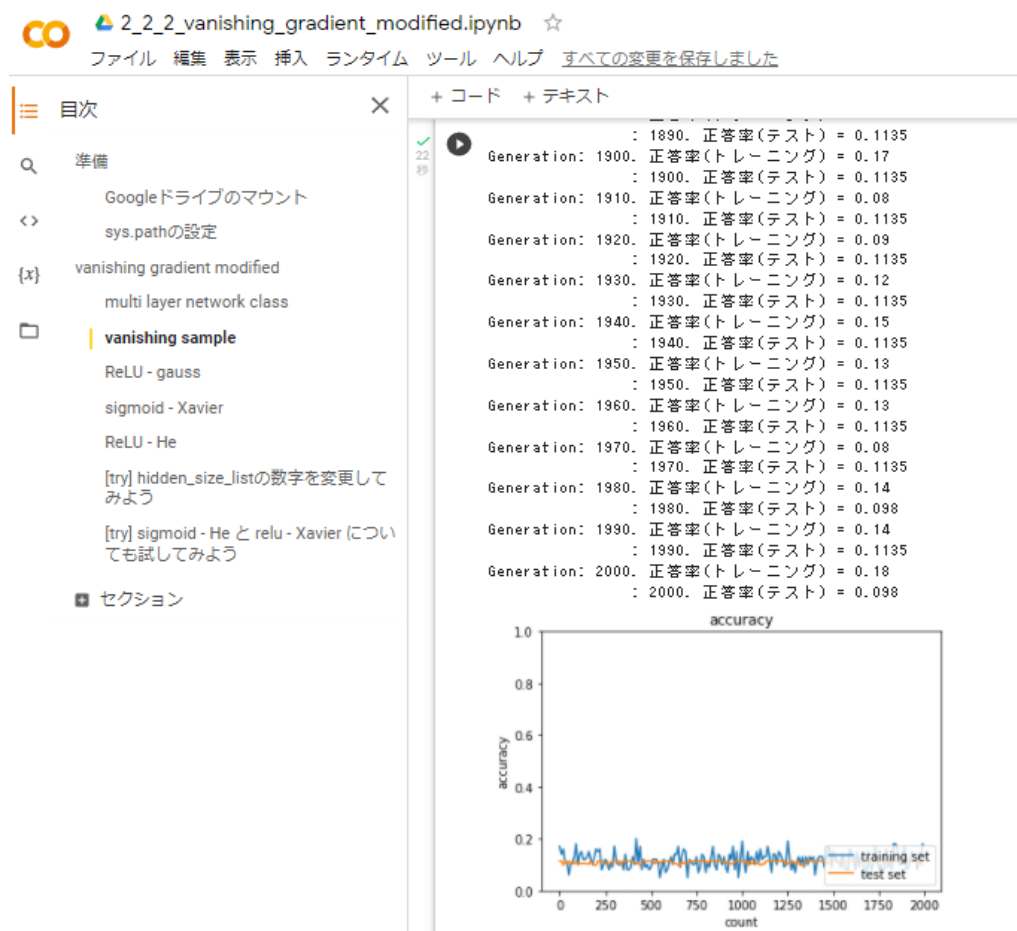 2_2_2_vanishing_gradient_modified.ipynb
ファイル 編集 表示 挿入 ランタイム ツール ヘルプ すべての変更を保存しました
目次
準備
Googleドライブのマウント
sys.pathの設定
vanishing gradient modified
multi layer network class
vanishing sample
ReLU - gauss
sigmoid - Xavier
ReLU - He
[try] hidden_size_listの数字を変更して
みよう
[try] sigmoid - He と relu - Xavier につい
ても試してみよう
セクション
+ コード + テキスト
22
秒
: 1890. 正答率(テスト) = 0.1135
Generation: 1900. 正答率(トレーニング) = 0.17
: 1900. 正答率(テスト) = 0.1135
Generation: 1910. 正答率(トレーニング) = 0.08
: 1910. 正答率(テスト) = 0.1135
Generation: 1920. 正答率(トレーニング) = 0.09
: 1920. 正答率(テスト) = 0.1135
Generation: 1930. 正答率(トレーニング) = 0.12
: 1930. 正答率(テスト) = 0.1135
Generation: 1940. 正答率(トレーニング) = 0.15
: 1940. 正答率(テスト) = 0.1135
Generation: 1950. 正答率(トレーニング) = 0.13
: 1950. 正答率(テスト) = 0.1135
Generation: 1960. 正答率(トレーニング) = 0.13
: 1960. 正答率(テスト) = 0.1135
Generation: 1970. 正答率(トレーニング) = 0.08
: 1970. 正答率(テスト) = 0.1135
Generation: 1980. 正答率(トレーニング) = 0.14
: 1980. 正答率(テスト) = 0.098
Generation: 1990. 正答率(トレーニング) = 0.14
: 1990. 正答率(テスト) = 0.1135
Generation: 2000. 正答率(トレーニング) = 0.18
: 2000. 正答率(テスト) = 0.098
accuracy
1.0
0.8
0.6
0.4
0.2
0.0
accuracy
training set
test set
0 250 500 750 1000 1250 1500 1750 2000
count